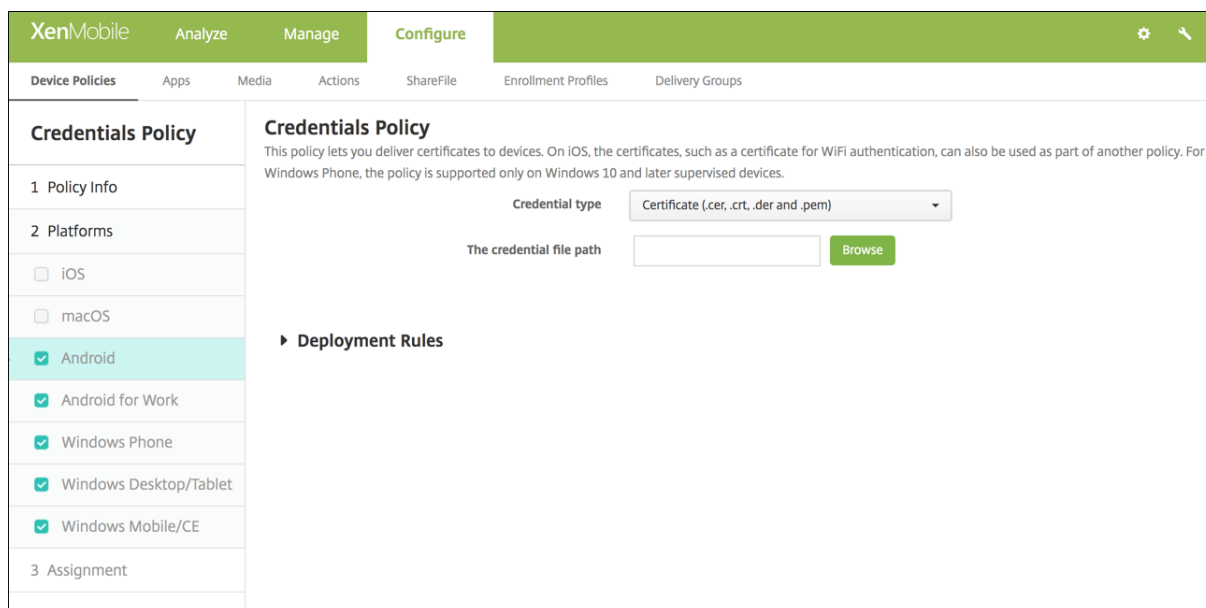 XenMobile Analyze Manage Configure
Device Policies Apps Media Actions ShareFile Enrollment Profiles Delivery Groups
Credentials Policy
1 Policy Info
2 Platforms
iOS
macOS
Android
Android for Work
Windows Phone
Windows Desktop/Tablet
Windows Mobile/CE
3 Assignment
Credentials Policy
This policy lets you deliver certificates to devices. On iOS, the certificates, such as a certificate for WiFi authentication, can also be used as part of another policy. For
Windows Phone, the policy is supported only on Windows 10 and later supervised devices.
Credential type Certificate (.cer, .crt, .der and .pem)
The credential file path Browse
Deployment Rules